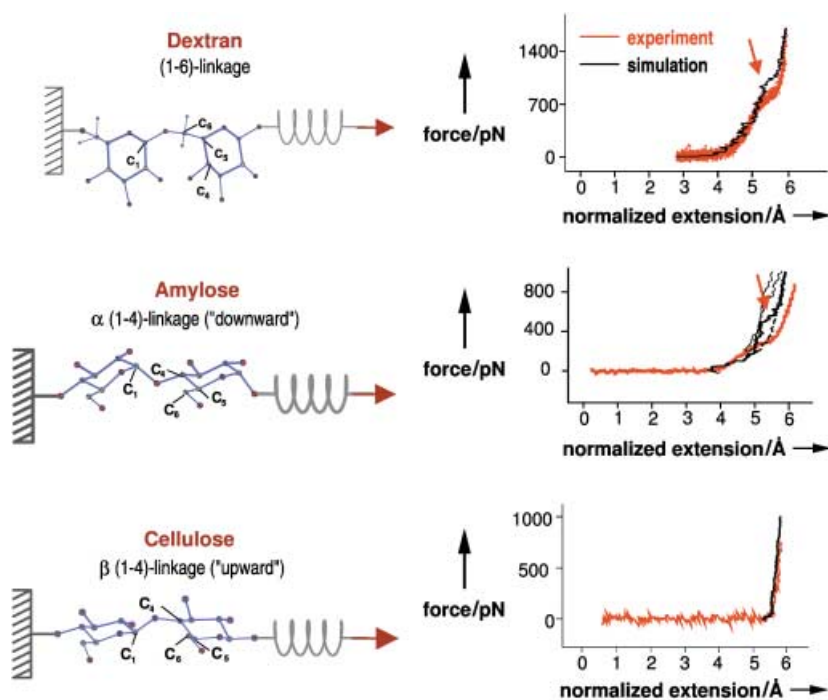 Dextran
(1-6)-linkage
C₁
C₆
C₅
C₄
force/pN
experiment
simulation
1400
700
0
0 1 2 3 4 5 6
normalized extension/Å
Amylose
α (1-4)-linkage ("downward")
C₁
C₄
C₆
C₅
force/pN
800
400
0
0 1 2 3 4 5 6
normalized extension/Å
Cellulose
β (1-4)-linkage ("upward")
C₁
C₄
C₆
C₅
force/pN
1000
500
0
0 1 2 3 4 5 6
normalized extension/Å